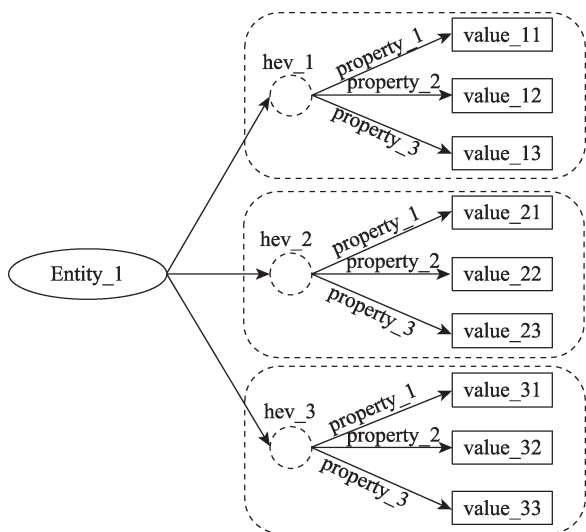 hev_1
property_1
property_2
property_3
value_11
value_12
value_13
Entity_1
hev_2
property_1
property_2
property_3
value_21
value_22
value_23
hev_3
property_1
property_2
property_3
value_31
value_32
value_33